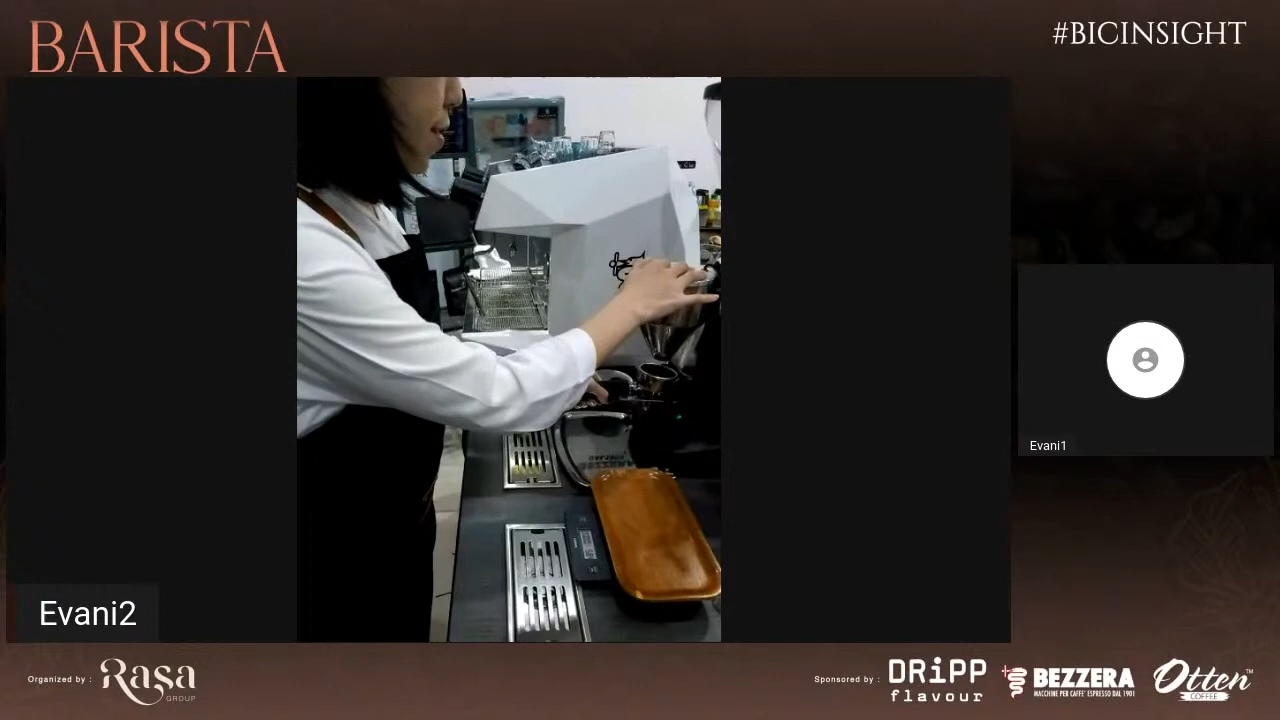 BARISTA
#BICINSIGHT
Evani1
Evani2
Organized by :
Rasa
GROUP
Sponsored by :
DRiPP
flavour
BEZZERA
MACCHINE PER CAFFE' ESPRESSO DAL 1901
Otten
COFFEE
TM